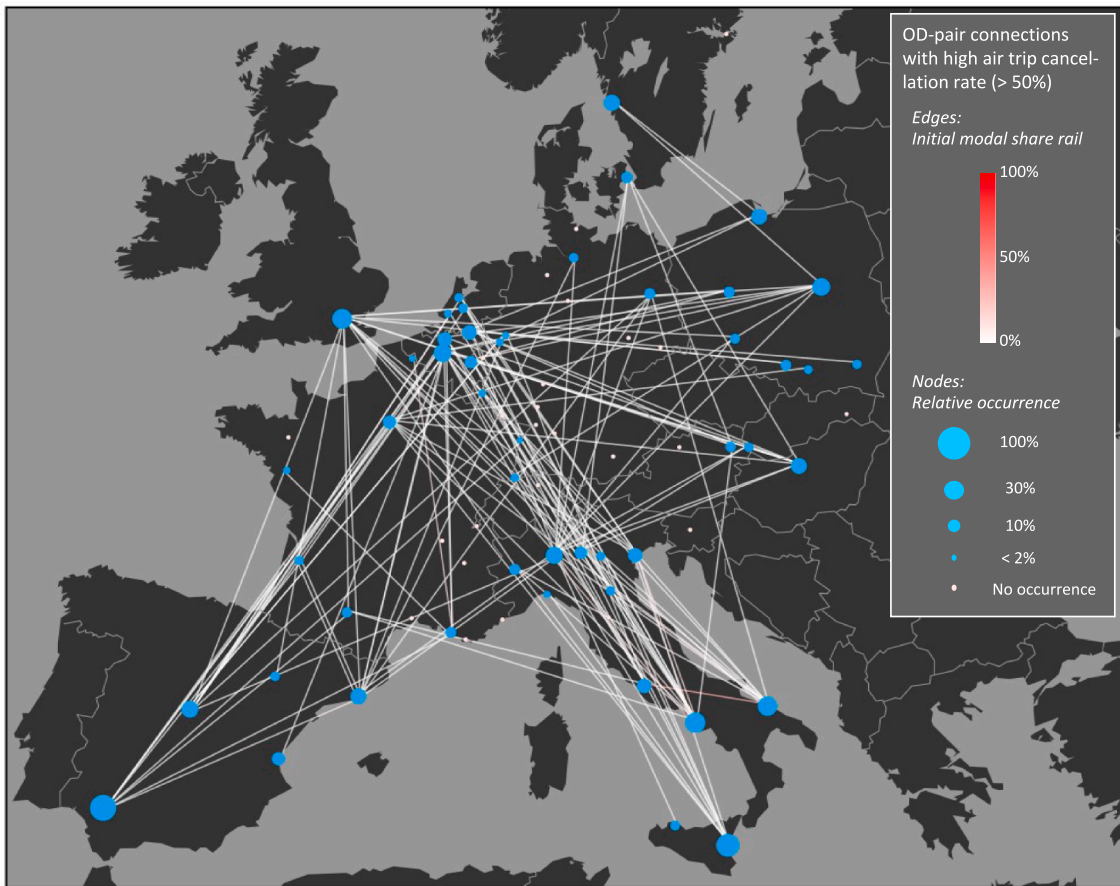 OD-pair connections
with high air trip cancel-
lation rate (> 50%)
Edges:
Initial modal share rail
100%
50%
0%
Nodes:
Relative occurrence
100%
30%
10%
< 2%
No occurrence